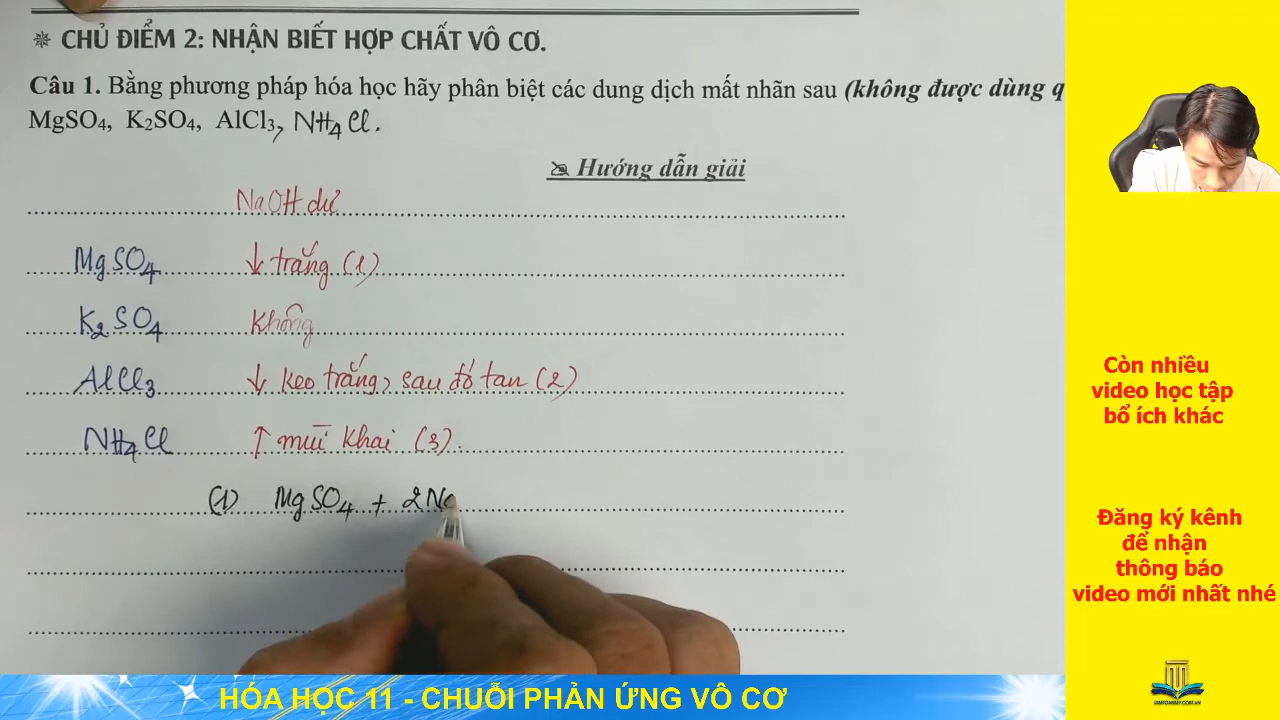 ✵ CHỦ ĐIỂM 2: NHẬN BIẾT HỢP CHẤT VÔ CƠ.
Câu 1. Bằng phương pháp hóa học hãy phân biệt các dung dịch mất nhãn sau (không được dùng q
MgSO₄, K₂SO₄, AlCl₃, NH₄Cl.
Hướng dẫn giải
NaOH dư
MgSO₄ ↓ trắng (1)
K₂SO₄ Không
AlCl₃ ↓ keo trắng, sau đó tan (2)
NH₄Cl ↑ mùi khai (3).
(1) MgSO₄ + 2Na
Còn nhiều
video học tập
bổ ích khác
Đăng ký kênh
để nhận
thông báo
video mới nhất nhé
HÓA HỌC 11 - CHUỖI PHẢN ỨNG VÔ CƠ